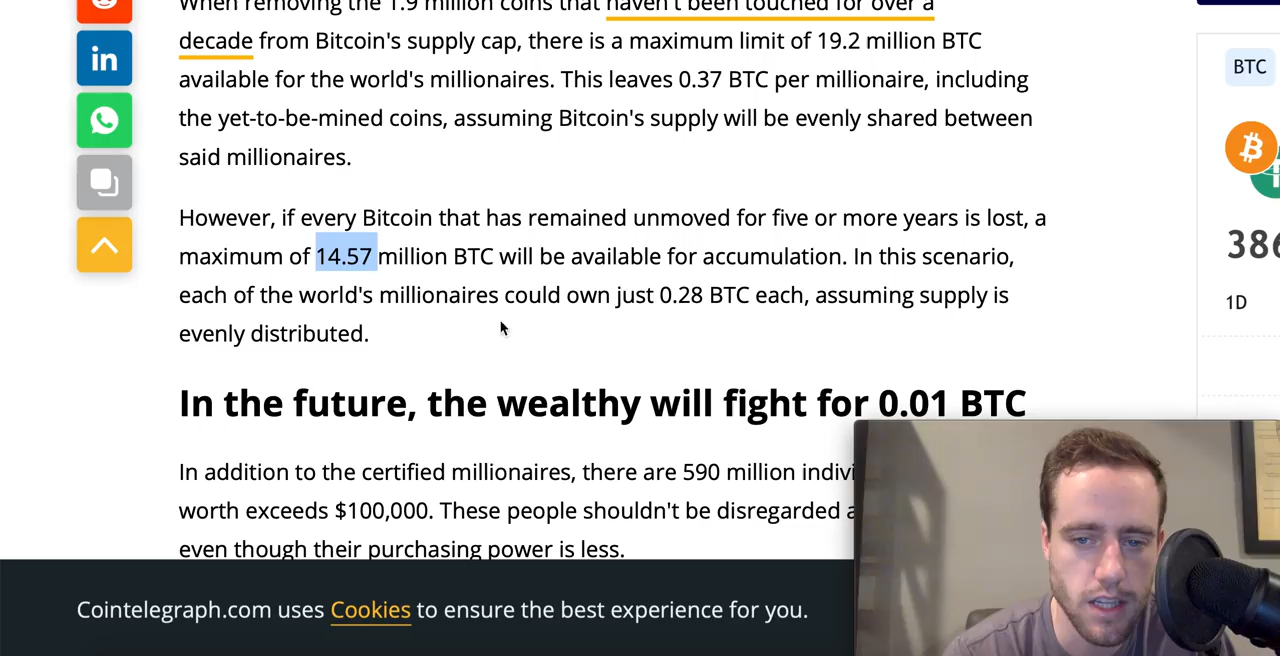 When removing the 1.9 million coins that haven't been touched for over a
decade from Bitcoin's supply cap, there is a maximum limit of 19.2 million BTC
available for the world's millionaires. This leaves 0.37 BTC per millionaire, including
the yet-to-be-mined coins, assuming Bitcoin's supply will be evenly shared between
said millionaires.
However, if every Bitcoin that has remained unmoved for five or more years is lost, a
maximum of 14.57 million BTC will be available for accumulation. In this scenario,
each of the world's millionaires could own just 0.28 BTC each, assuming supply is
evenly distributed.
In the future, the wealthy will fight for 0.01 BTC
In addition to the certified millionaires, there are 590 million
worth exceeds $100,000. These people shouldn't be disregarded
even though their purchasing power is less.
Cointelegraph.com uses Cookies to ensure the best experience for you.
in
BTC
1D